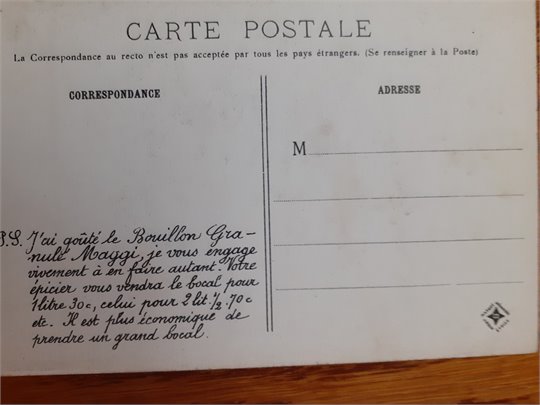 CARTE POSTALE
La Correspondance au recto n'est pas acceptée par tous les pays étrangers. (Se renseigner à la Poste)
CORRESPONDANCE
ADRESSE
M
P.S. J'ai goûté le Bouillon Gra-
nulé Maggi, je vous engage
vivement à en faire autant. Votre
épicier vous vendra le bocal pour
1 litre 30c, celui pour 2 lit. ½ .70c
etc. Il est plus économique de
prendre un grand bocal.